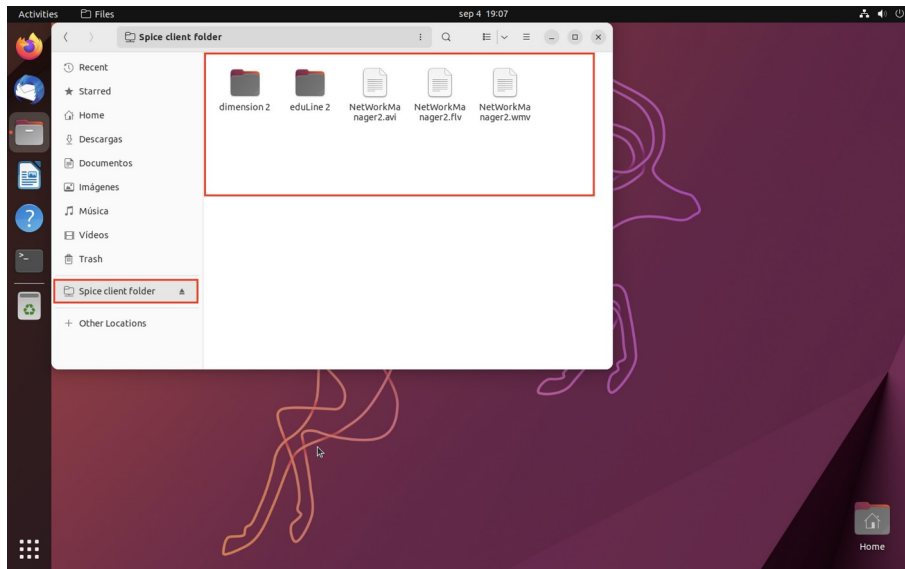 Activities Files sep 4 19:07
Spice client folder
Recent
Starred
Home
Descargas
Documentos
Imágenes
Música
Vídeos
Trash
Spice client folder
+ Other Locations
dimension 2
eduLine 2
NetWorkMa
nager2.avi
NetWorkMa
nager2.flv
NetWorkMa
nager2.wmv
Home